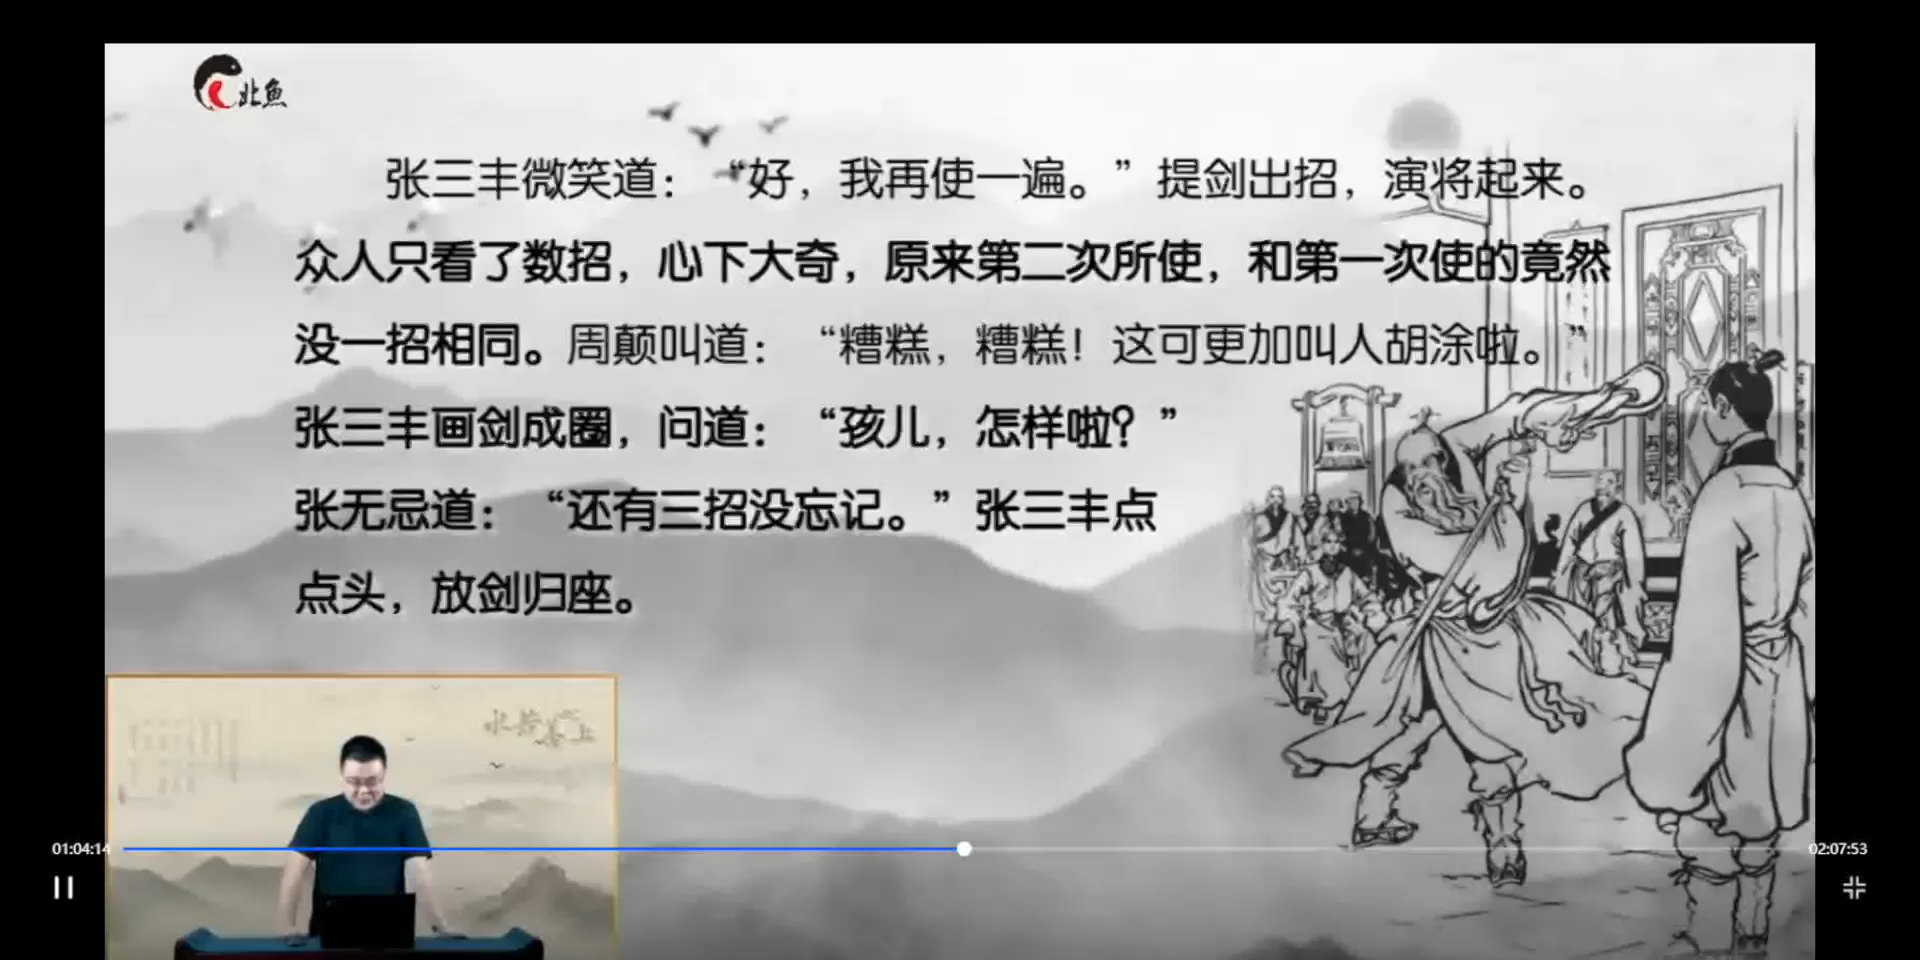 北魚
张三丰微笑道：“好，我再使一遍。”提剑出招，演将起来。
众人只看了数招，心下大奇，原来第二次所使，和第一次使的竟然
没一招相同。周颠叫道：“糟糕，糟糕！这可更加叫人胡涂啦。”
张三丰画剑成圈，问道：“孩儿，怎样啦？”
张无忌道：“还有三招没忘记。”张三丰点
点头，放剑归座。
01:04:14
02:07:53